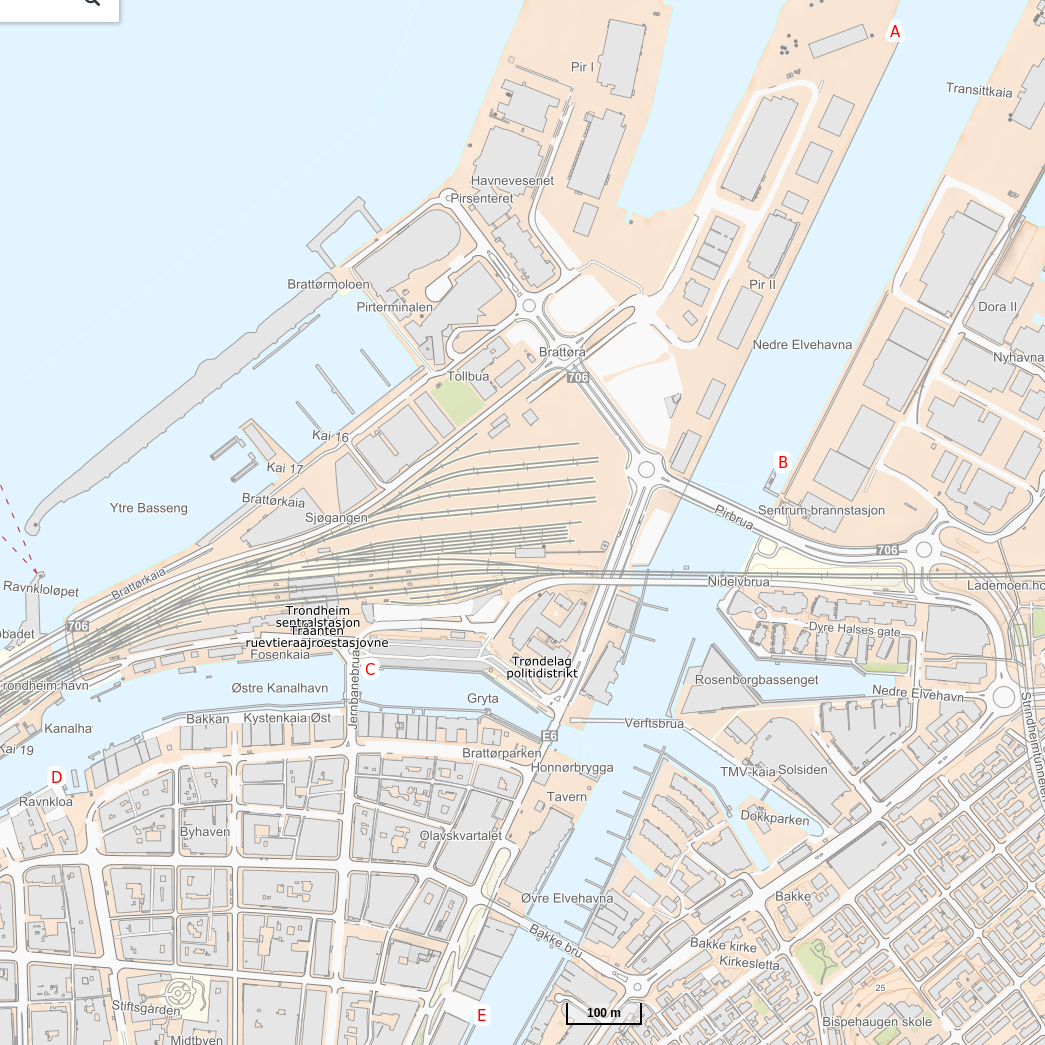 A
Pir I
Transittkaia
Havnevesenet
Pirsenteret
Brattørmoloen
Pir II
Pirterminalen
Dora II
Nedre Elvehavna
Brattøra
Nyhavna
706
Tollbua
Kai 16
B
Kai 17
Brattørkaia
Ytre Basseng
Sjøgangen
Sentrum brannstasjon
Pirbrua
706
Brattørkaia
Nidelvbrua
Ravnkloløpet
Lademoen ho
Trondheim
sentralstasjon
Tråanten
ruevtieraajroestasjovne
706
obadet
Dyre Halses gate
Fosenkaia
C
Trøndelag
politidistrikt
Rosenborgbassenget
rondheim havn
Østre Kanalhavn
Jernbanebrua
Gryta
Nedre Elvehavn
Bakkan
Kystenkaia Øst
Verftsbrua
Kanalha
E6
Strindheimtunnelen
Kai 19
Brattørparken
Honnørbrygga
TMV-kaia
Solsiden
D
Ravnkloa
Tavern
Dokkparken
Byhaven
Olavskvartalet
Øvre Elvehavna
Bakke
Bakke bru
Bakke kirke
Kirkesletta
25
Stiftsgården
E
100 m
Bispehaugen skole
Midtbyen